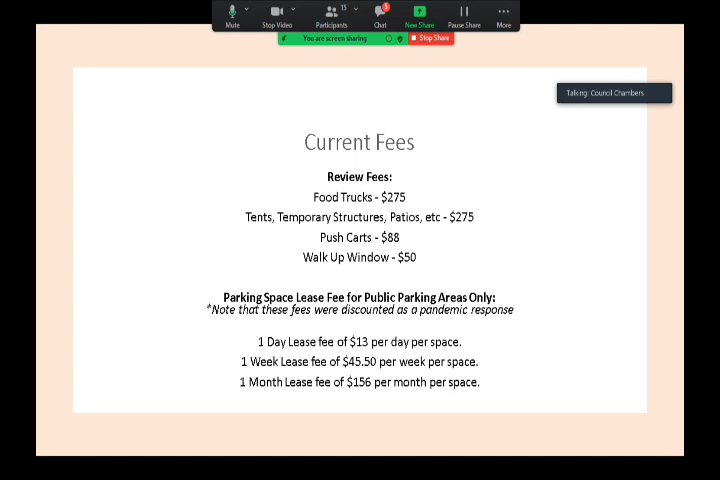 15
5
Mute
Stop Video
Participants
Chat
New Share
Pause Share
More
You are screen sharing
Stop Share
Talking: Council Chambers
Current Fees
Review Fees:
Food Trucks - $275
Tents, Temporary Structures, Patios, etc - $275
Push Carts - $88
Walk Up Window - $50
Parking Space Lease Fee for Public Parking Areas Only:
*Note that these fees were discounted as a pandemic response
1 Day Lease fee of $13 per day per space.
1 Week Lease fee of $45.50 per week per space.
1 Month Lease fee of $156 per month per space.